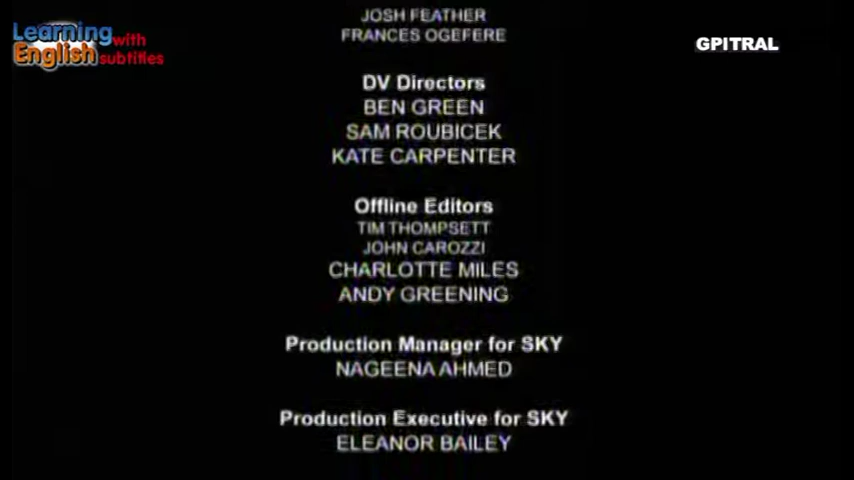 Learning with
English subtitles
GPITRAL
JOSH FEATHER
FRANCES OGEFERE
DV Directors
BEN GREEN
SAM ROUBICEK
KATE CARPENTER
Offline Editors
TIM THOMPSETT
JOHN CAROZZI
CHARLOTTE MILES
ANDY GREENING
Production Manager for SKY
NAGEENA AHMED
Production Executive for SKY
ELEANOR BAILEY